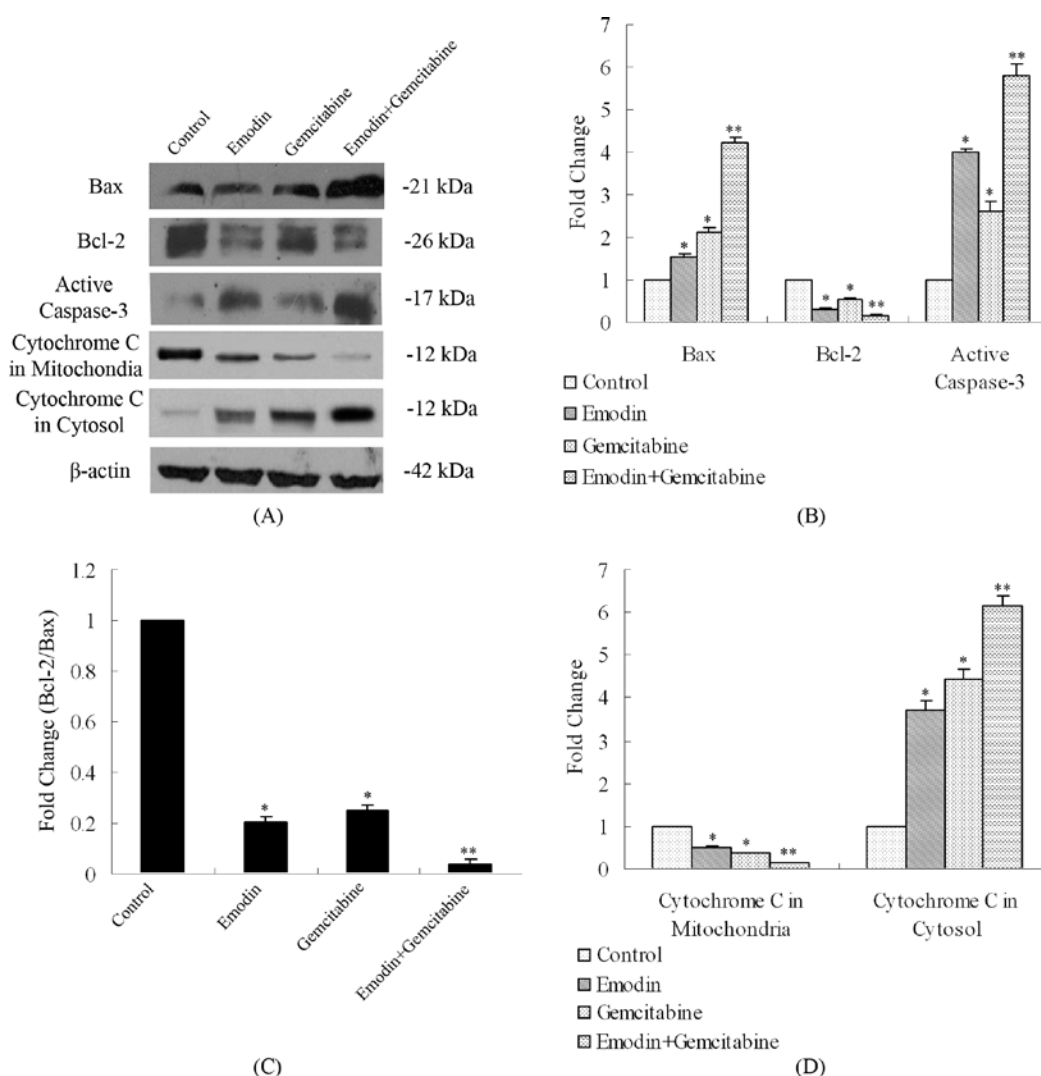 Control
Emodin
Gemcitabine
Emodin+Gemcitabine
Bax
-21 kDa
Bcl-2
-26 kDa
Active
Caspase-3
-17 kDa
Cytochrome C
in Mitochondia
-12 kDa
Cytochrome C
in Cytosol
-12 kDa
β-actin
-42 kDa
(A)
Fold Change
7
6
5
4
3
2
1
0
*
*
**
*
*
**
*
*
**
Bax
Bcl-2
Active
Caspase-3
Control
Emodin
Gemcitabine
Emodin+Gemcitabine
(B)
Fold Change (Bcl-2/Bax)
1.2
1
0.8
0.6
0.4
0.2
0
*
*
**
Control
Emodin
Gemcitabine
Emodin+Gemcitabine
(C)
Fold Change
7
6
5
4
3
2
1
0
*
*
**
*
*
**
Cytochrome C in
Mitochondria
Cytochrome C in
Cytosol
Control
Emodin
Gemcitabine
Emodin+Gemcitabine
(D)